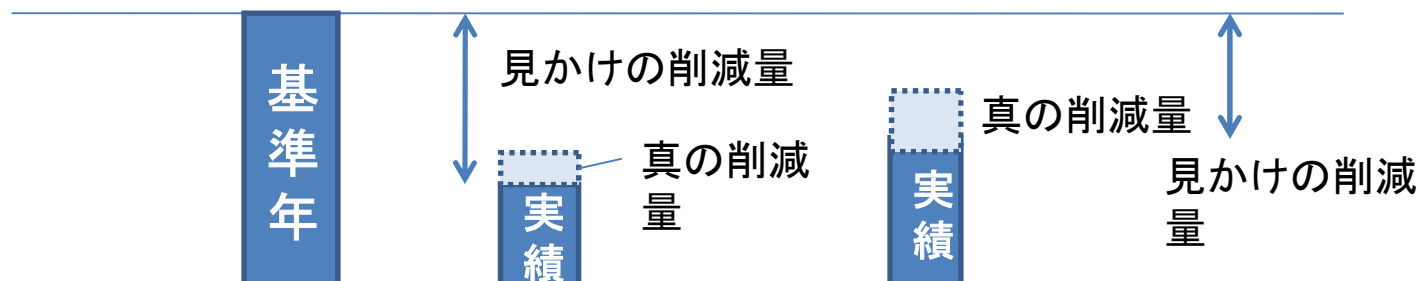 基準年
見かけの削減量
真の削減
量
実績
真の削減量
実績
見かけの削減
量